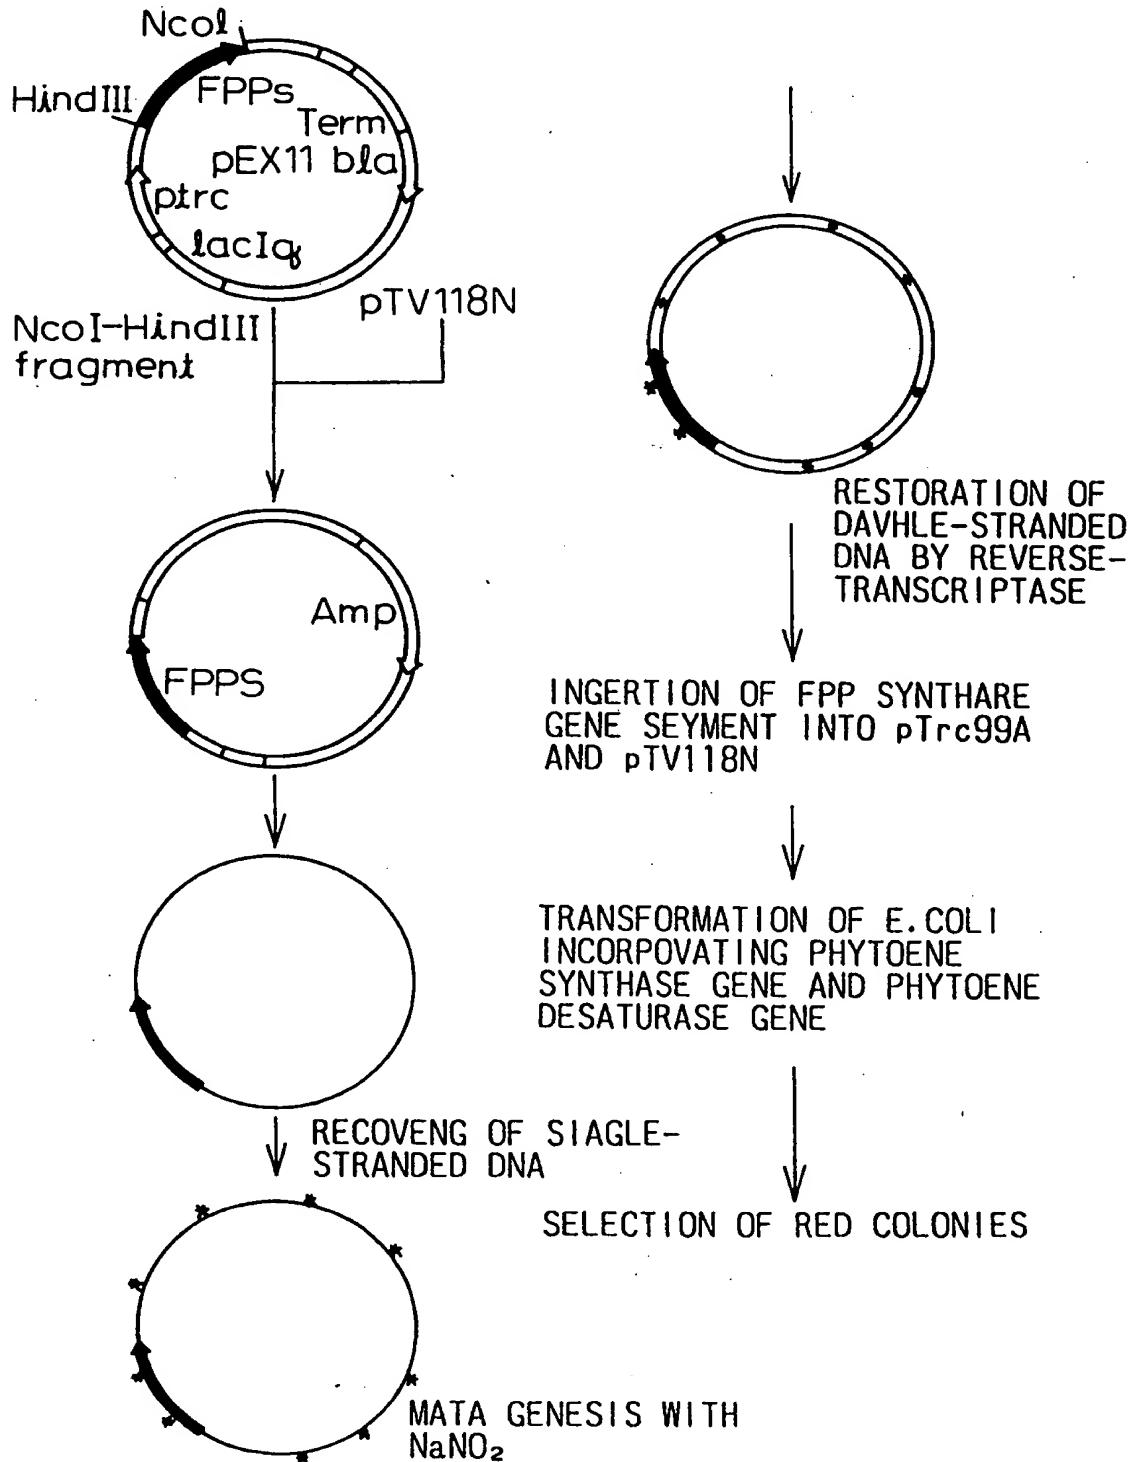 NcoI
HindIII
FPPs
Term
pEX11 bla
ptrc
lacIq
pTV118N
NcoI-HindIII
fragment
Amp
FPPS
RECOVENG OF SIAGLE-
STRANDED DNA
MATA GENESIS WITH
NaNO₂
RESTORATION OF
DAVHLE-STRANDED
DNA BY REVERSE-
TRANSCRIPTASE
INGERTION OF FPP SYNTHARE
GENE SEYMENT INTO pTrc99A
AND pTV118N
TRANSFORMATION OF E.COLI
INCORPOVATING PHYTOENE
SYNTHASE GENE AND PHYTOENE
DESATURASE GENE
SELECTION OF RED COLONIES